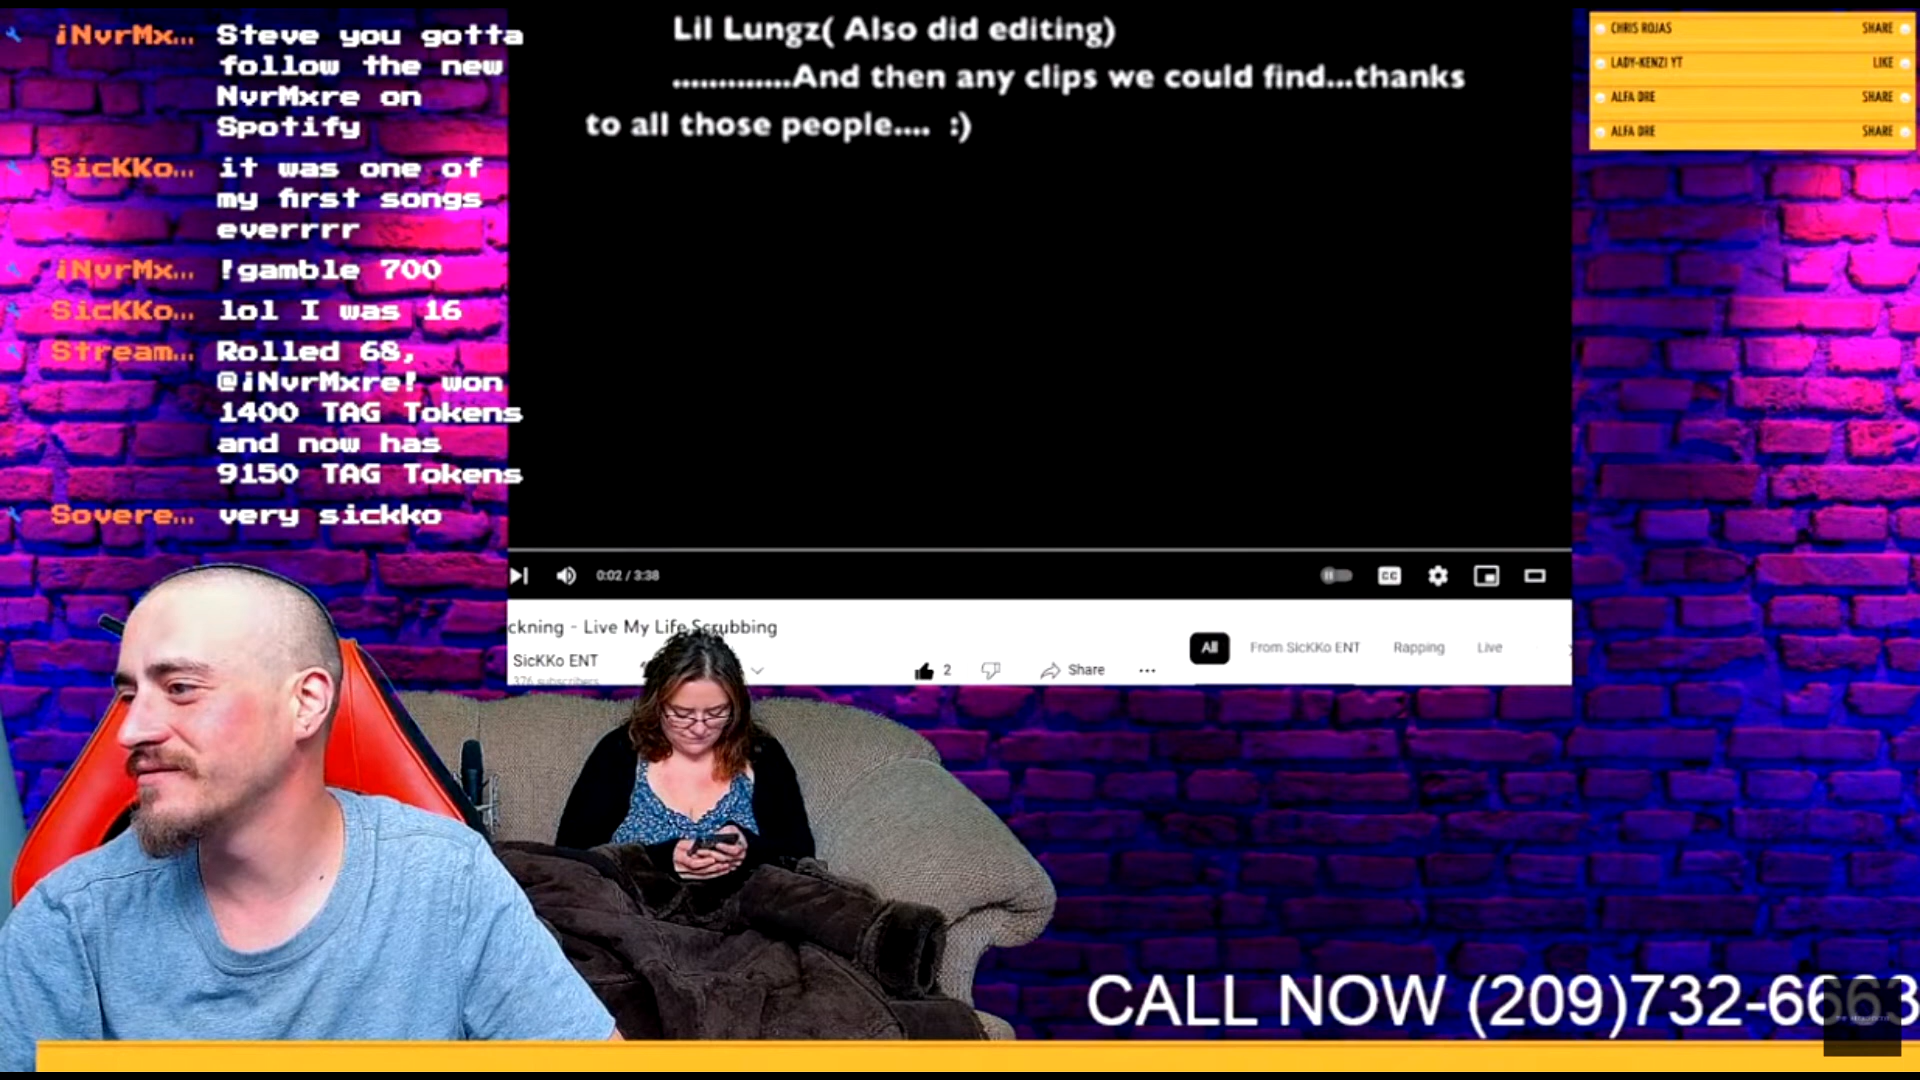 iNvrMx... Steve you gotta
follow the new
NvrMxre on
Spotify
SicKKo... it was one of
my first songs
everrrr
iNvrMx... !gamble 700
SicKKo... lol I was 16
Stream... Rolled 68,
@iNvrMxre! won
1400 TAG Tokens
and now has
9150 TAG Tokens
Sovere... very sickko
Lil Lungz( Also did editing)
.............And then any clips we could find...thanks
to all those people.... :)
CHRIS ROJAS SHARE
LADY-KENZI YT LIKE
ALFA DRE SHARE
ALFA DRE SHARE
0:02 / 3:38
CC
ckning - Live My Life Scrubbing
SicKKo ENT
376 subscribers
2
Share
...
All From SicKKo ENT Rapping Live
CALL NOW (209)732-6663